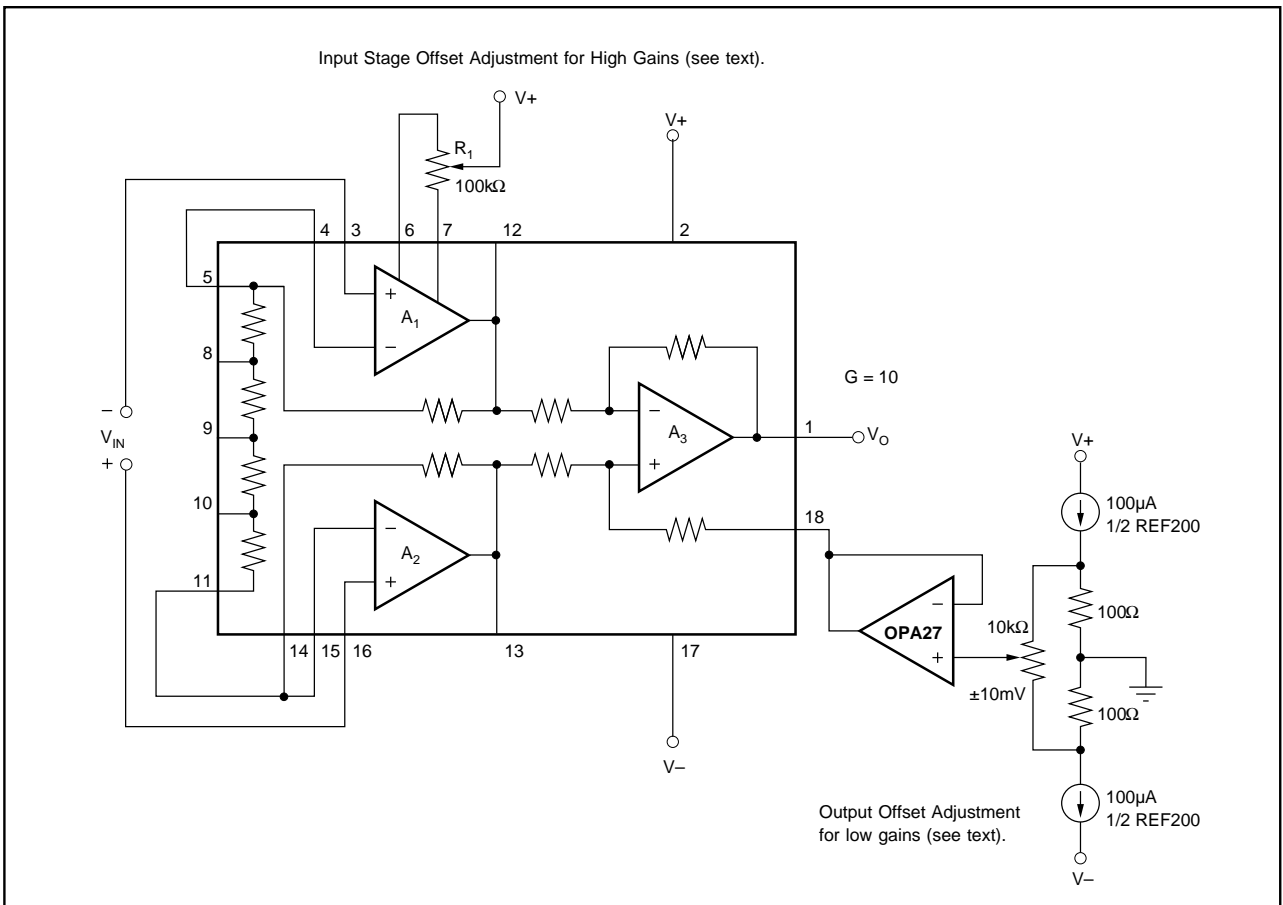 Input Stage Offset Adjustment for High Gains (see text).
V+
V+
R1
100kΩ
4
3
6
7
12
2
5
+
A1
−
8
G = 10
−
9
−
A3
1
VO
VIN
+
V+
+
10
100µA
1/2 REF200
18
−
A2
11
+
−
100Ω
10kΩ
OPA27
+
14
15
16
13
17
±10mV
100Ω
V–
100µA
1/2 REF200
Output Offset Adjustment
for low gains (see text).
V–